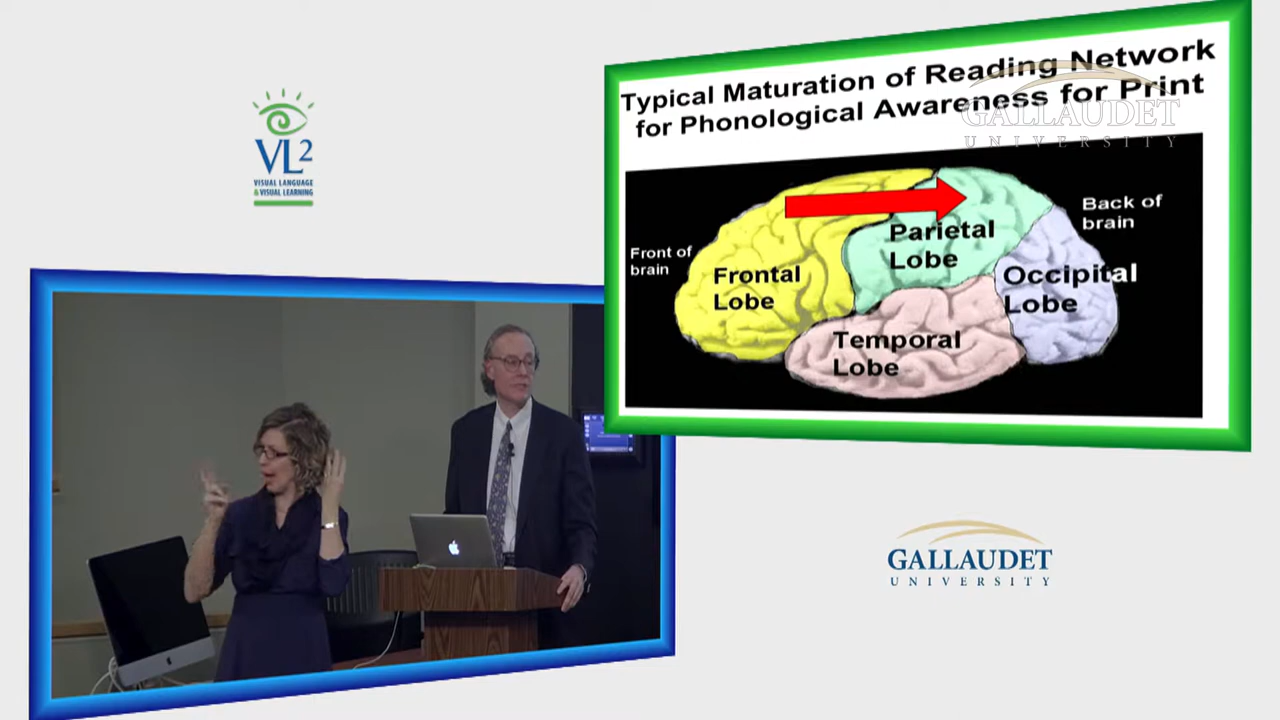 VL2
VISUAL LANGUAGE
& VISUAL LEARNING
Typical Maturation of Reading Network
for Phonological Awareness for Print
GALLAUDET
UNIVERSITY
Front of
brain
Frontal
Lobe
Parietal
Lobe
Back of
brain
Occipital
Lobe
Temporal
Lobe
GALLAUDET
UNIVERSITY